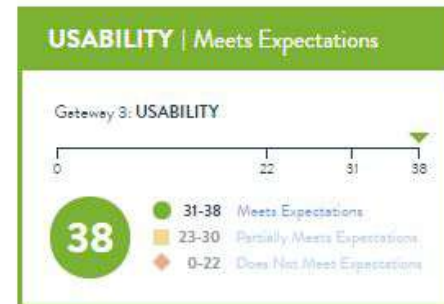 USABILITY | Meets Expectations
Gateway 3: USABILITY
0 22 31 38
38
31-38 Meets Expectations
23-30 Partially Meets Expectations
0-22 Does Not Meet Expectations